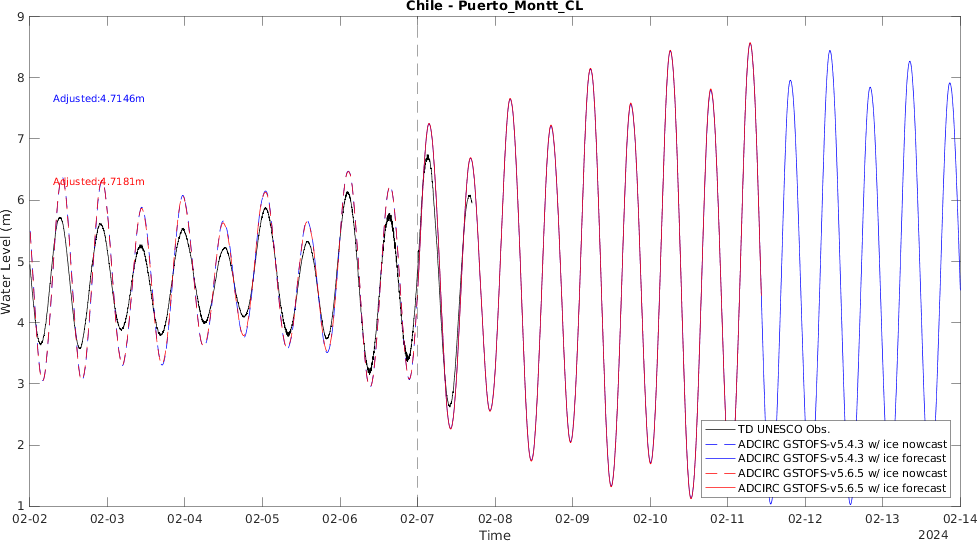 Chile - Puerto_Montt_CL
9
8
7
6
5
4
3
2
1
Water Level (m)
Adjusted:4.7146m
Adjusted:4.7181m
TD UNESCO Obs.
ADCIRC GSTOFS-v5.4.3 w/ ice nowcast
ADCIRC GSTOFS-v5.4.3 w/ ice forecast
ADCIRC GSTOFS-v5.6.5 w/ ice nowcast
ADCIRC GSTOFS-v5.6.5 w/ ice forecast
02-02 02-03 02-04 02-05 02-06 02-07 02-08 02-09 02-10 02-11 02-12 02-13 02-14
Time
2024